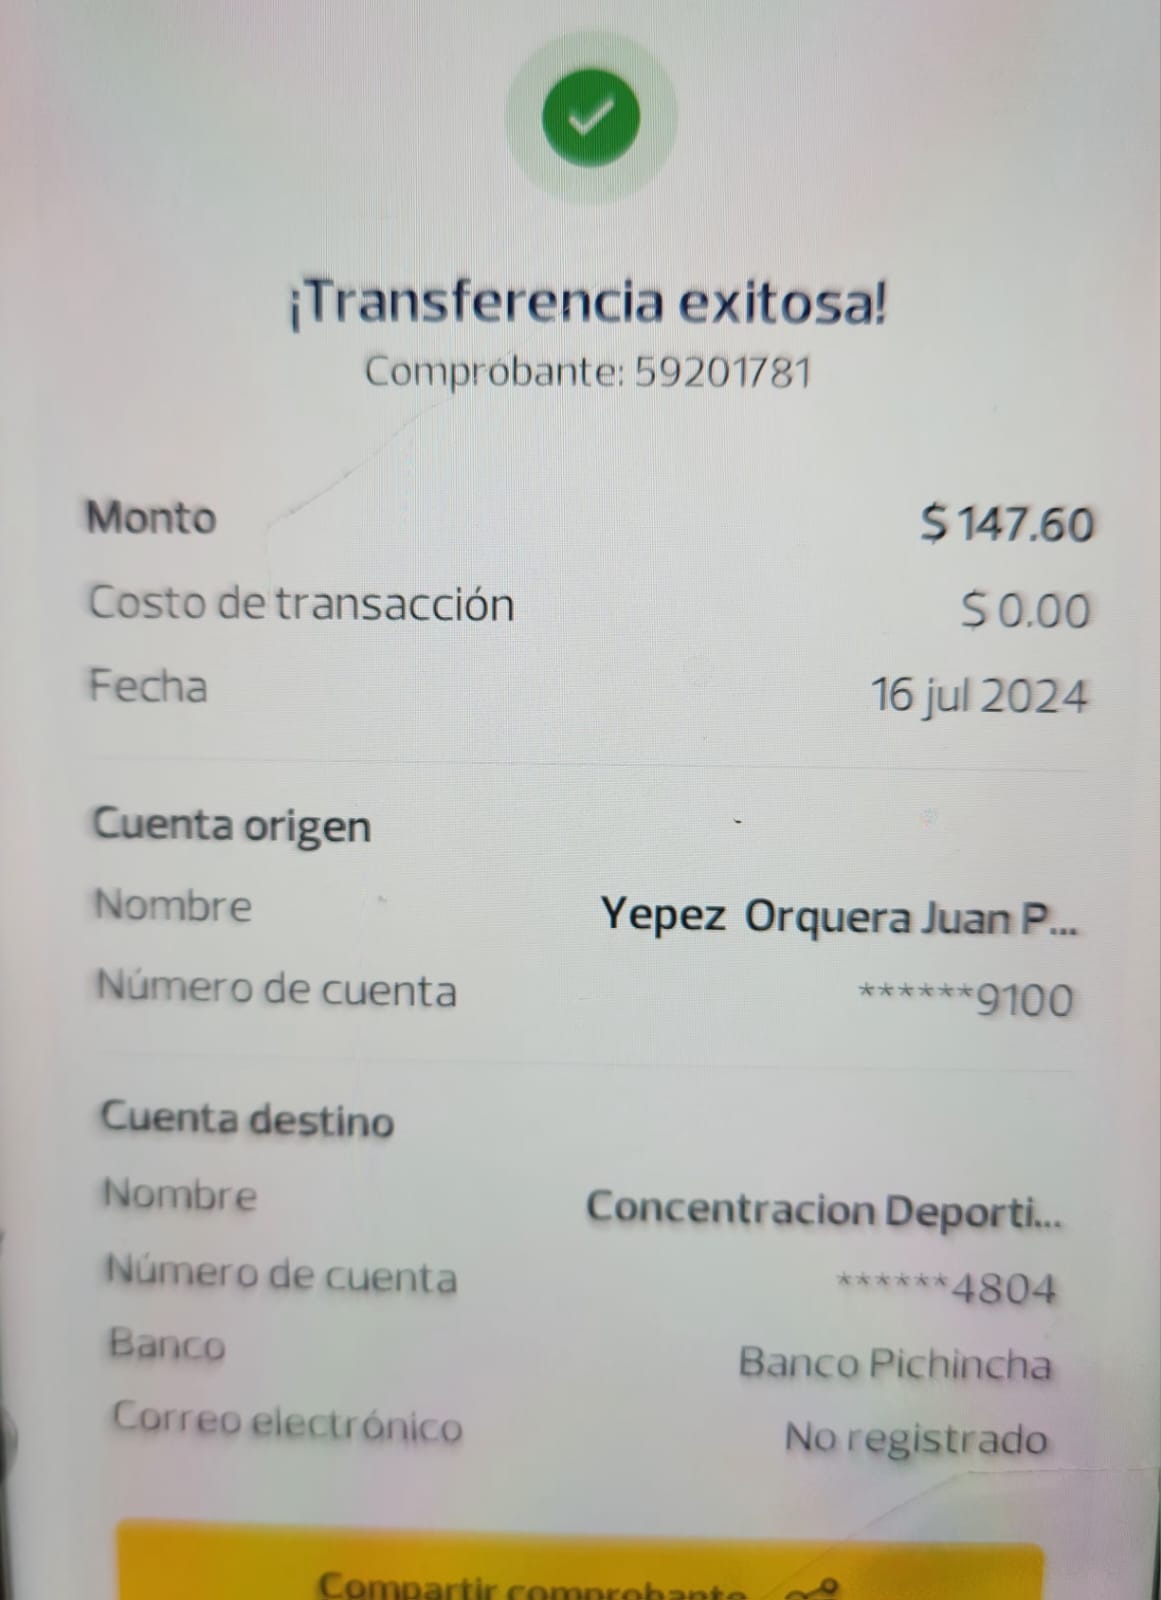 ¡Transferencia exitosa!
Comprobante: 59201781
Monto $ 147.60
Costo de transacción $ 0.00
Fecha 16 jul 2024
Cuenta origen
Nombre Yepez Orquera Juan P...
Número de cuenta ******9100
Cuenta destino
Nombre Concentracion Deporti...
Número de cuenta ******4804
Banco Banco Pichincha
Correo electrónico No registrado
Compartir comprobante